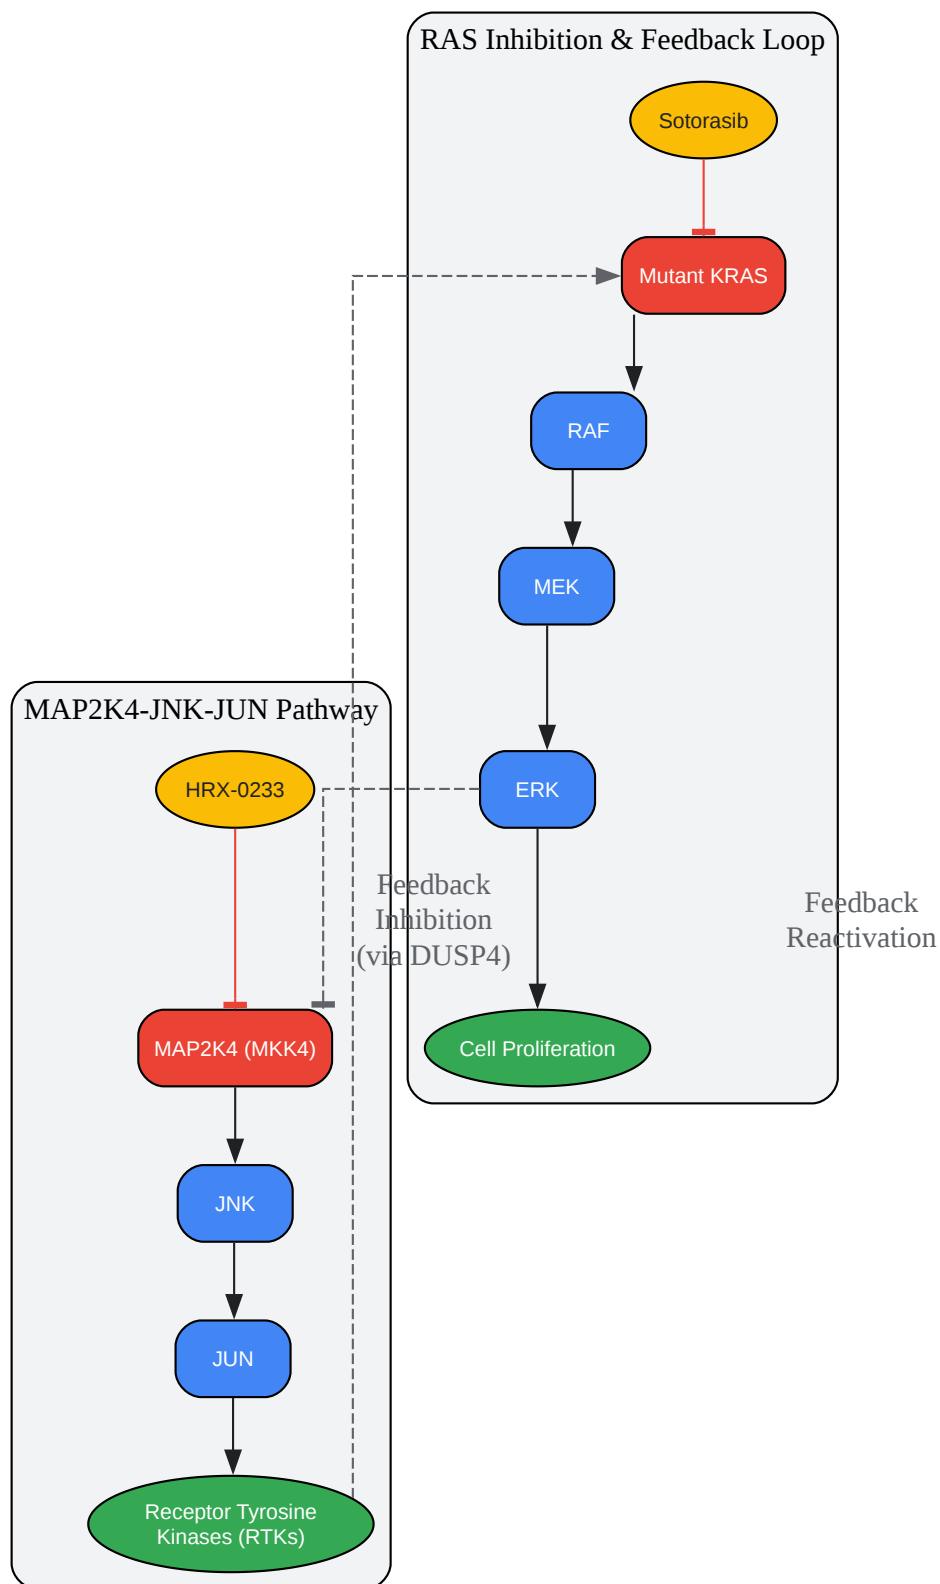 RAS Inhibition & Feedback Loop
Sotorasib
Mutant KRAS
RAF
MEK
MAP2K4-JNK-JUN Pathway
HRX-0233
ERK
Feedback
Inhibition
(via DUSP4)
Feedback
Reactivation
MAP2K4 (MKK4)
Cell Proliferation
JNK
JUN
Receptor Tyrosine
Kinases (RTKs)